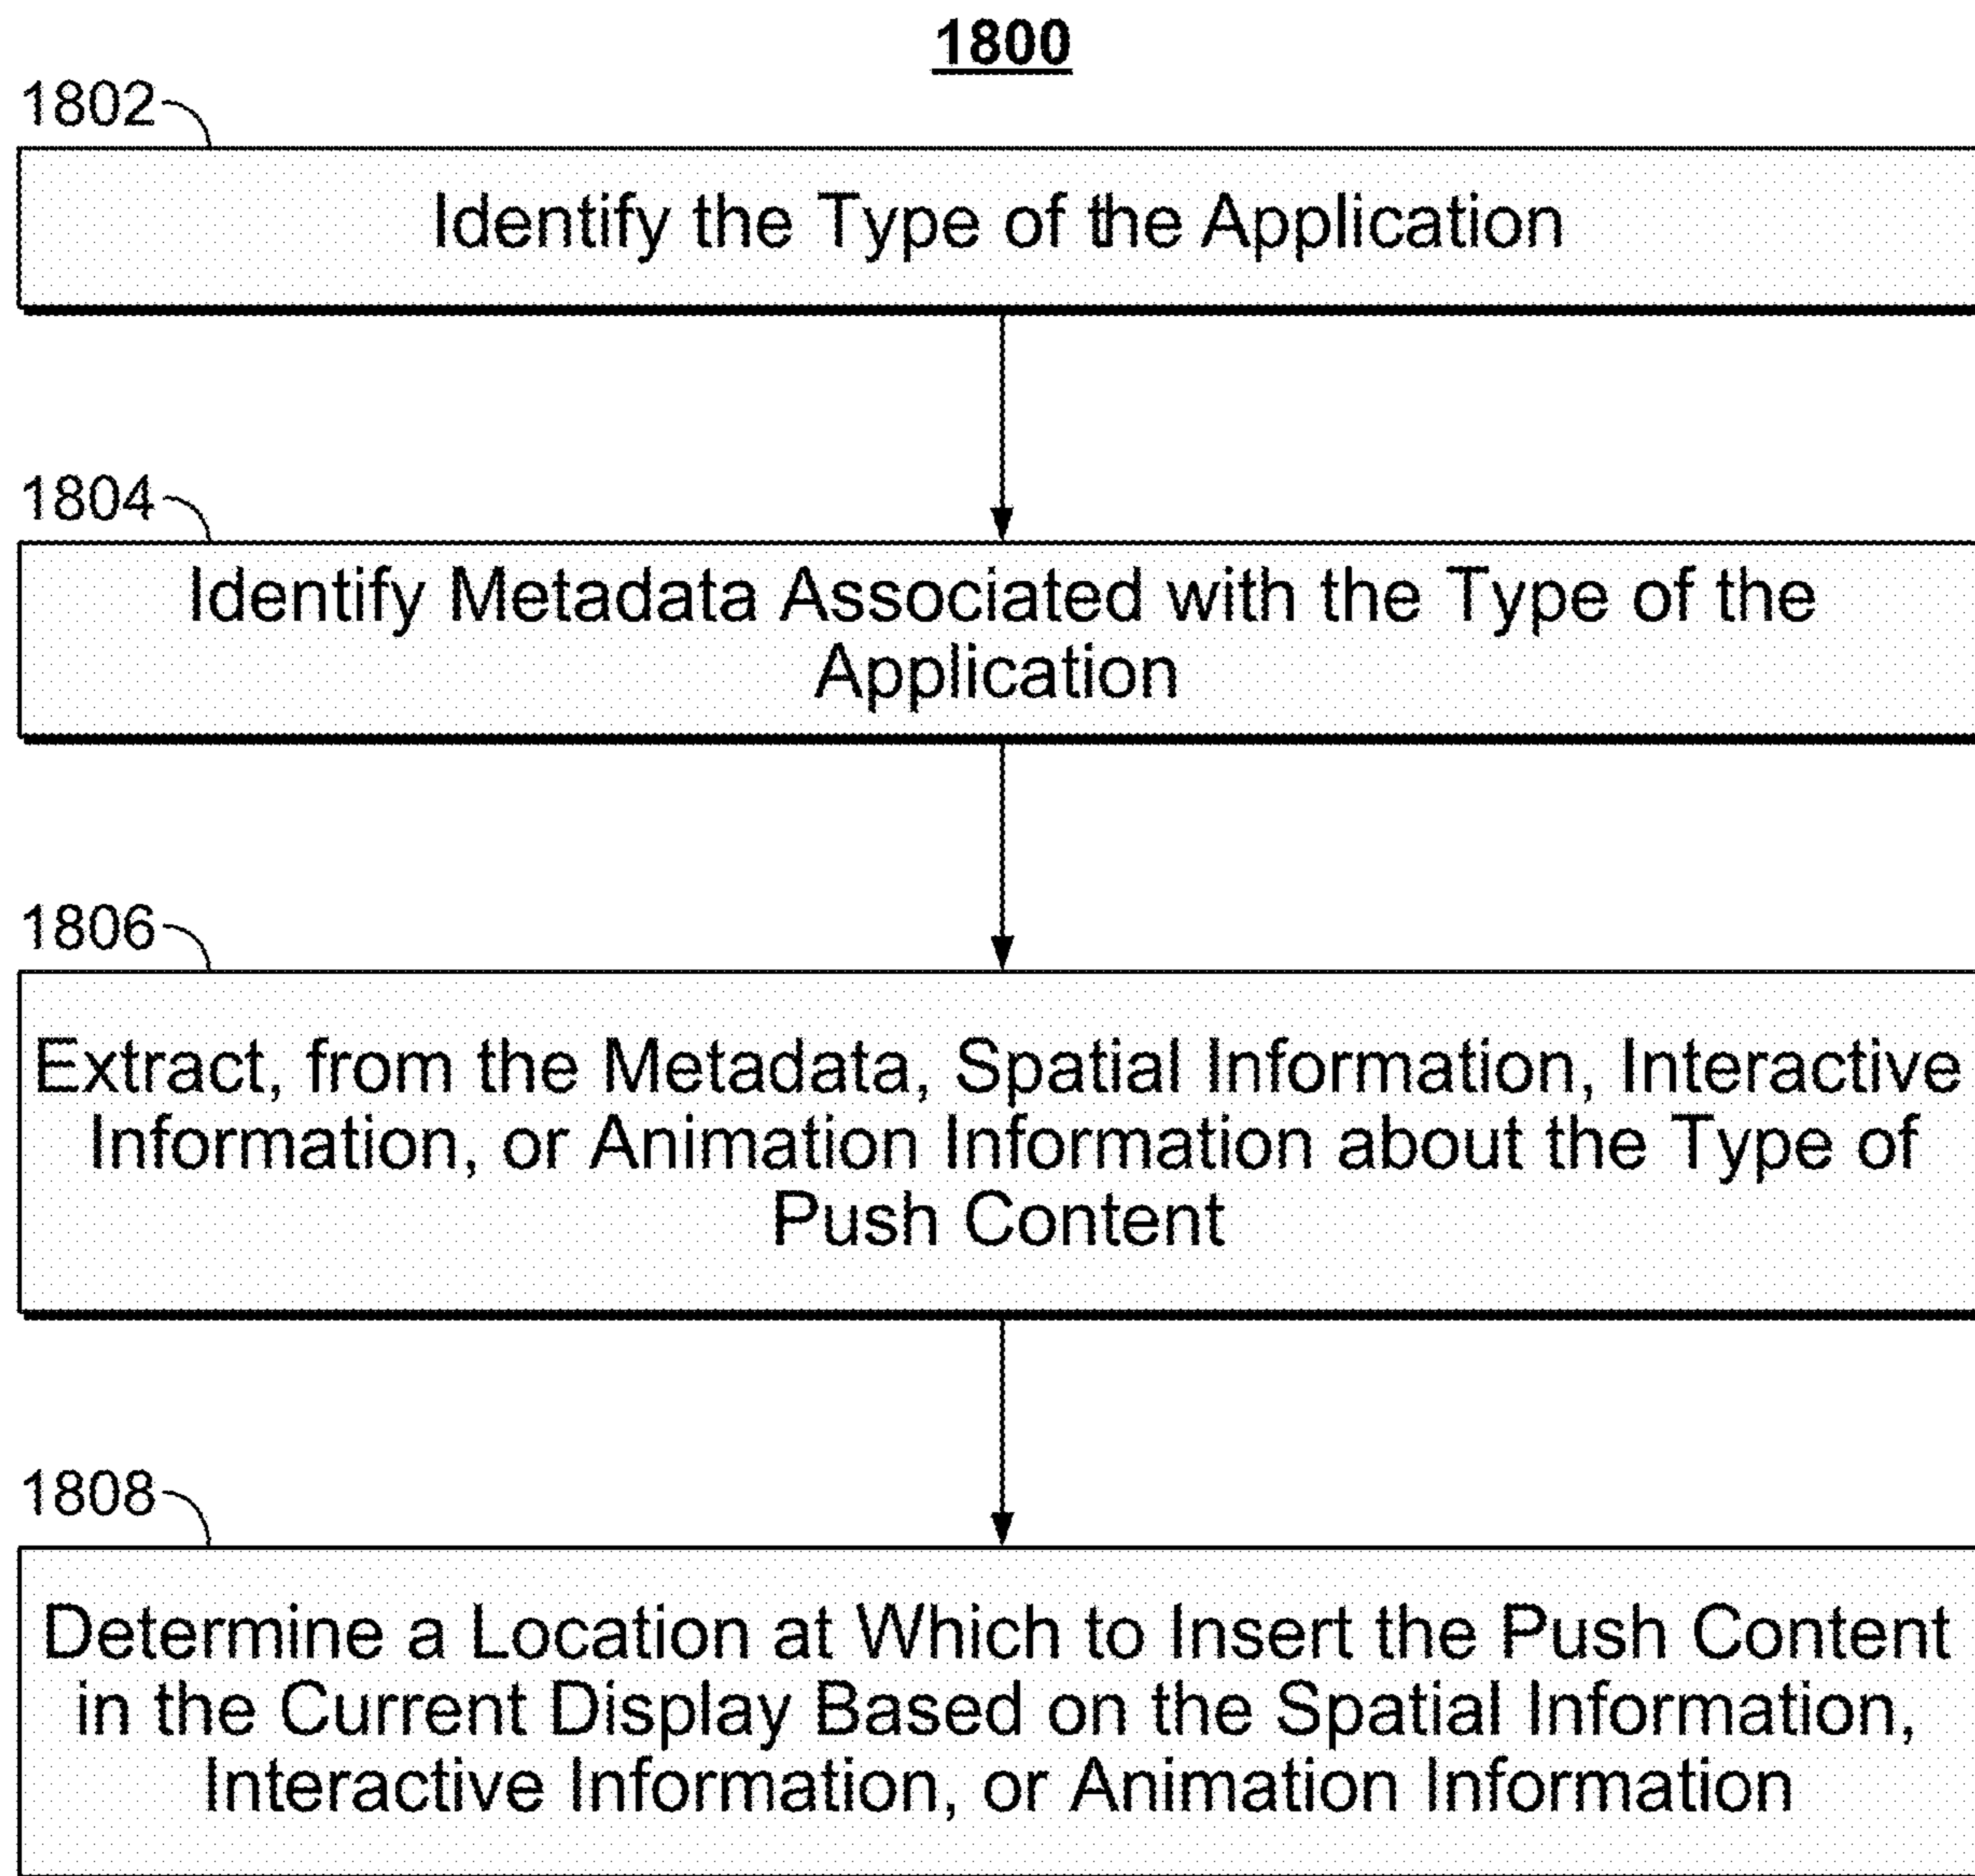 1800
1802
Identify the Type of the Application
1804
Identify Metadata Associated with the Type of the
Application
1806
Extract, from the Metadata, Spatial Information, Interactive
Information, or Animation Information about the Type of
Push Content
1808
Determine a Location at Which to Insert the Push Content
in the Current Display Based on the Spatial Information,
Interactive Information, or Animation Information